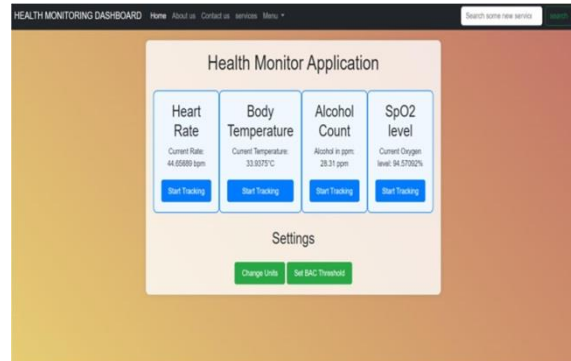 HEALTH MONITORING DASHBOARD Home About us Contact us services Menu Search some new servics search
Health Monitor Application
Heart
Rate
Current Rate:
44.65889 bpm
Start Tracking
Body
Temperature
Current Temperature:
33.9375°C
Start Tracking
Alcohol
Count
Alcohol in ppm:
28.31 ppm
Start Tracking
SpO2
level
Current Oxygen
level: 94.57092%
Start Tracking
Settings
Change Units Set BAC Threshold